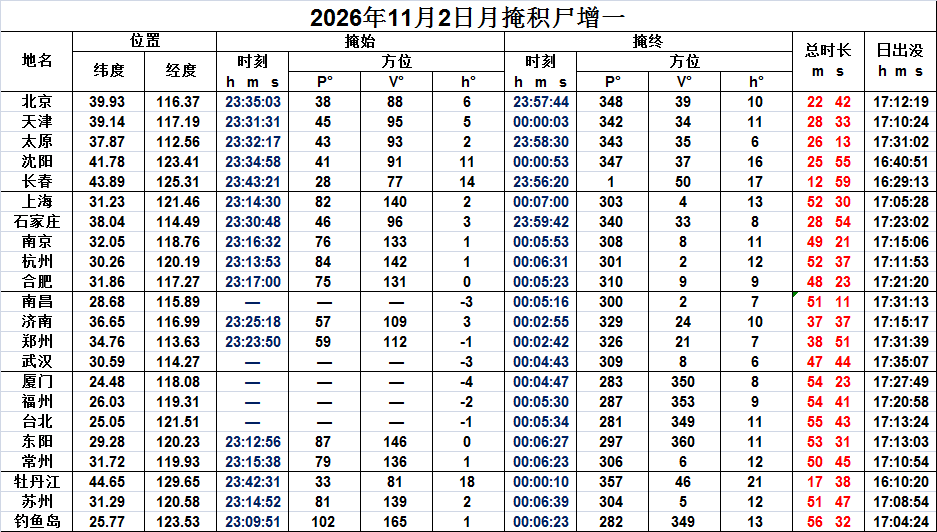 2026年11月2日月掩积尸增一
地名 位置 掩始 掩终 总时长 m s 日出没 h m s
纬度 经度 时刻 h m s 方位 时刻 h m s 方位
P° V° h° P° V° h°
北京 39.93 116.37 23:35:03 38 88 6 23:57:44 348 39 10 22 42 17:12:19
天津 39.14 117.19 23:31:31 45 95 5 00:00:03 342 34 11 28 33 17:10:24
太原 37.87 112.56 23:32:17 43 93 2 23:58:30 343 35 6 26 13 17:31:02
沈阳 41.78 123.41 23:34:58 41 91 11 00:00:53 347 37 16 25 55 16:40:51
长春 43.89 125.31 23:43:21 28 77 14 23:56:20 1 50 17 12 59 16:29:13
上海 31.23 121.46 23:14:30 82 140 2 00:07:00 303 4 13 52 30 17:05:28
石家庄 38.04 114.49 23:30:48 46 96 3 23:59:42 340 33 8 28 54 17:23:02
南京 32.05 118.76 23:16:32 76 133 1 00:05:53 308 8 11 49 21 17:15:06
杭州 30.26 120.19 23:13:53 84 142 1 00:06:31 301 2 12 52 37 17:11:53
合肥 31.86 117.27 23:17:00 75 131 0 00:05:23 310 9 9 48 23 17:21:20
南昌 28.68 115.89 — — — -3 00:05:16 300 2 7 51 11 17:31:13
济南 36.65 116.99 23:25:18 57 109 3 00:02:55 329 24 10 37 37 17:15:17
郑州 34.76 113.63 23:23:50 59 112 -1 00:02:42 326 21 7 38 51 17:31:39
武汉 30.59 114.27 — — — -3 00:04:43 309 8 6 47 44 17:35:07
厦门 24.48 118.08 — — — -4 00:04:47 283 350 8 54 23 17:27:49
福州 26.03 119.31 — — — -2 00:05:30 287 353 9 54 41 17:20:58
台北 25.05 121.51 — — — -1 00:05:34 281 349 11 55 43 17:13:24
东阳 29.28 120.23 23:12:56 87 146 0 00:06:27 297 360 11 53 31 17:13:03
常州 31.72 119.93 23:15:38 79 136 1 00:06:23 306 6 12 50 45 17:10:54
牡丹江 44.65 129.65 23:42:31 33 81 18 00:00:10 357 46 21 17 38 16:10:20
苏州 31.29 120.58 23:14:52 81 139 2 00:06:39 304 5 12 51 47 17:08:54
钓鱼岛 25.77 123.53 23:09:51 102 165 1 00:06:23 282 349 13 56 32 17:04:24